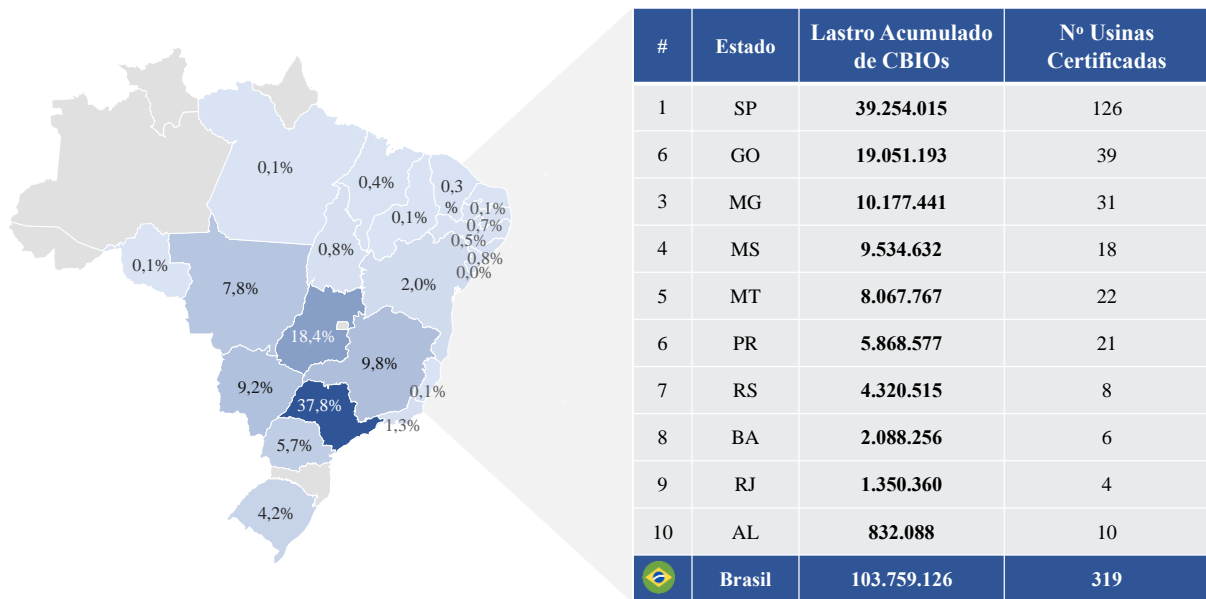 0,1%
0,4%
0,3
%
0,1%
0,1%
0,7%
0,5%
0,8%
0,8%
0,0%
0,1%
7,8%
2,0%
18,4%
9,8%
9,2%
0,1%
37,8%
1,3%
5,7%
4,2%
# Estado Lastro Acumulado de CBIOs Nº Usinas Certificadas
1 SP 39.254.015 126
6 GO 19.051.193 39
3 MG 10.177.441 31
4 MS 9.534.632 18
5 MT 8.067.767 22
6 PR 5.868.577 21
7 RS 4.320.515 8
8 BA 2.088.256 6
9 RJ 1.350.360 4
10 AL 832.088 10
Brasil 103.759.126 319